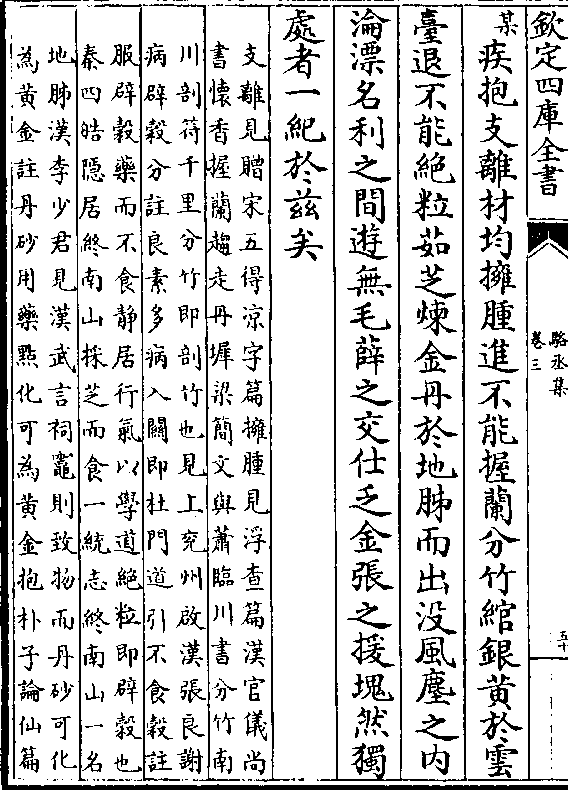 欽定四庫全書
駱丞集
卷三
五十
某疾抱支離材均擁腫進不能握蘭分竹綰銀黄於雲
臺退不能絶粒茹芝煉金丹於地胏而出没風塵之内
淪漂名利之間遊無毛薛之交仕乏金張之援塊然獨
處者一紀於兹矣
支離見贈宋五得凉字篇擁腫見浮查篇漢官儀尚
書懷香握蘭趨走丹墀梁簡文與蕭臨川書分竹南
川剖符千里分竹即剖竹也見上兖州啟漢張良謝
病辟穀分註良素多病入關即杜門道引不食穀註
服辟穀藥而不食静居行氣以學道絶粒即辟穀也
秦四皓隠居終南山採芝而食一統志終南山一名
地胏漢李少君見漢武言祠竈則致物而丹砂可化
為黄金註丹砂用藥㸃化可為黄金抱朴子論仙篇